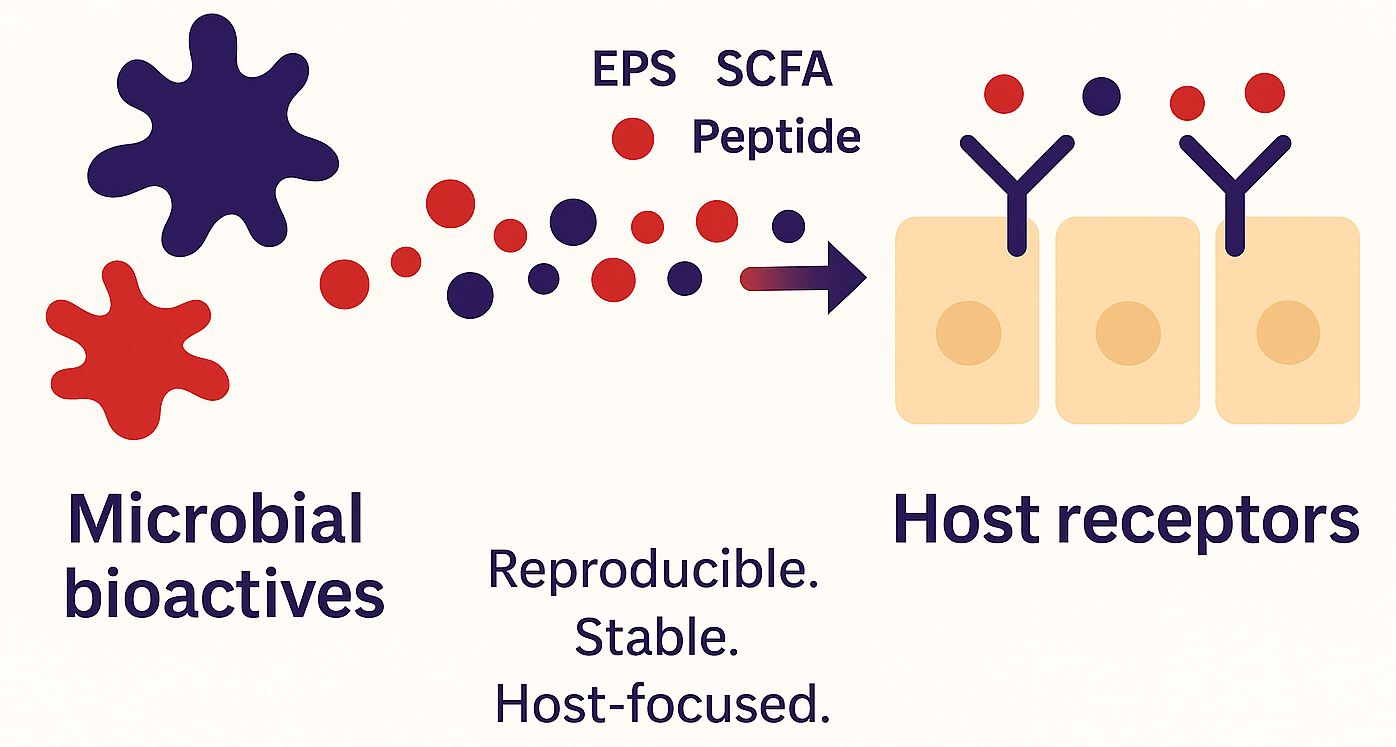 EPS SCFA
Peptide
Microbial
bioactives
Reproducible.
Stable.
Host-focused.
Host receptors